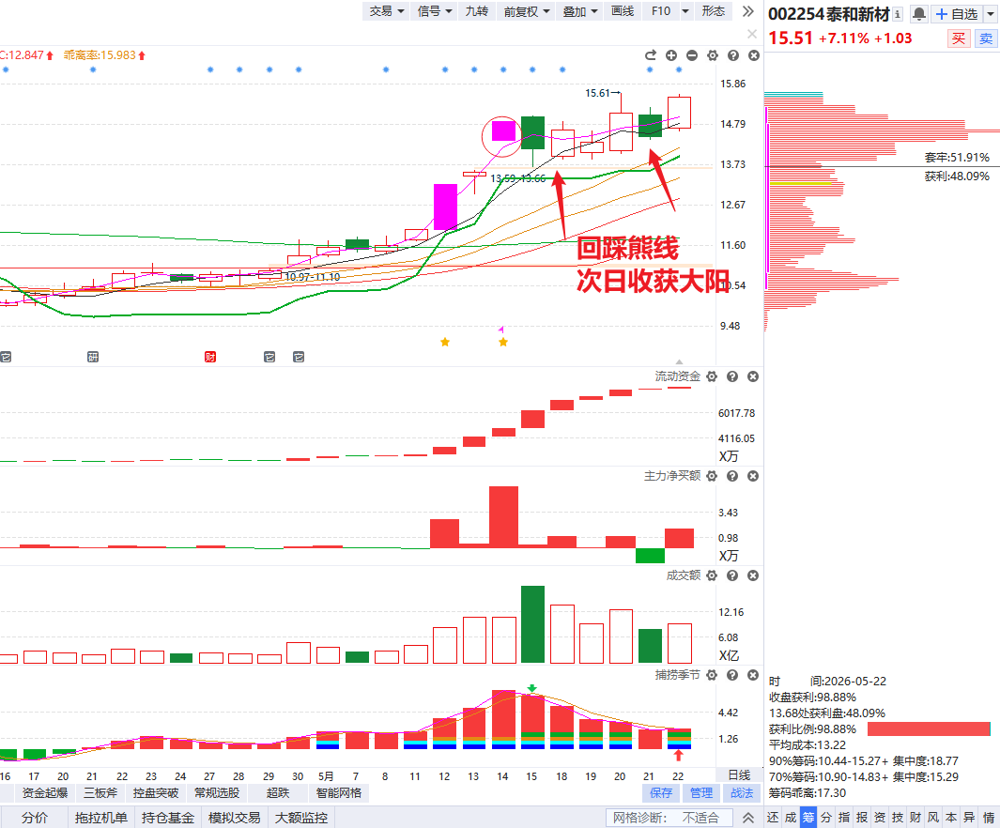 交易 信号 九转 前复权 叠加 画线 F10 形态
C:12.847 乖离率:15.983
15.61→
15.86
14.79
13.73
12.67
11.60
10.54
9.48
13.59-13.66
10.97-11.10
回踩熊线
次日收获大阳
研 财
流动资金
6017.78
4116.05
X万
主力净买额
3.43
0.98
X万
成交额
12.16
6.08
X亿
捕捞季节
4.42
1.26
16 17 20 21 22 23 24 27 28 29 30 5月 7 8 11 12 13 14 15 18 19 20 21 22 日线
资金起爆 三板斧 控盘突破 常规选股 超跌 智能网格 保存 管理 战法
分价 拖拉机单 持仓基金 模拟交易 大额监控 网格诊断: 不适合
002254 泰和新材 自选
15.51 +7.11% +1.03 买 卖
套牢:51.91%
获利:48.09%
时 间:2026-05-22
收盘获利:98.88%
13.68处获利盘:48.09%
获利比例:98.88%
平均成本:13.22
90%筹码:10.44-15.27+ 集中度:18.77
70%筹码:10.90-14.83+ 集中度:15.29
筹码乖离:17.30
还 成 筹 分 指 报 资 技 财 风 本 异 情